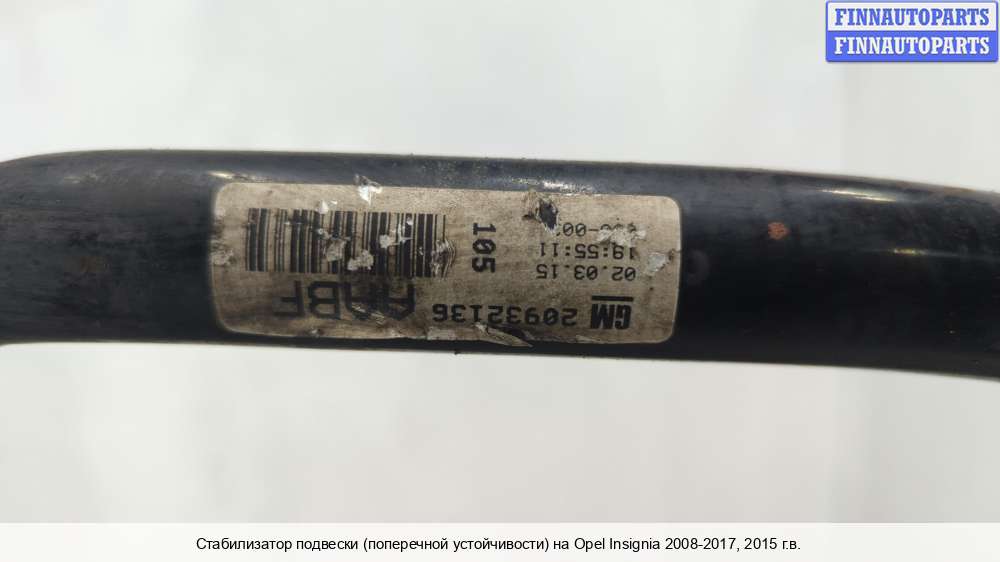 FINNAUTOPARTS
FINNAUTOPARTS
GM 20932136
AABF
02.03.15
19:55:11
105
Стабилизатор подвески (поперечной устойчивости) на Opel Insignia 2008-2017, 2015 г.в.